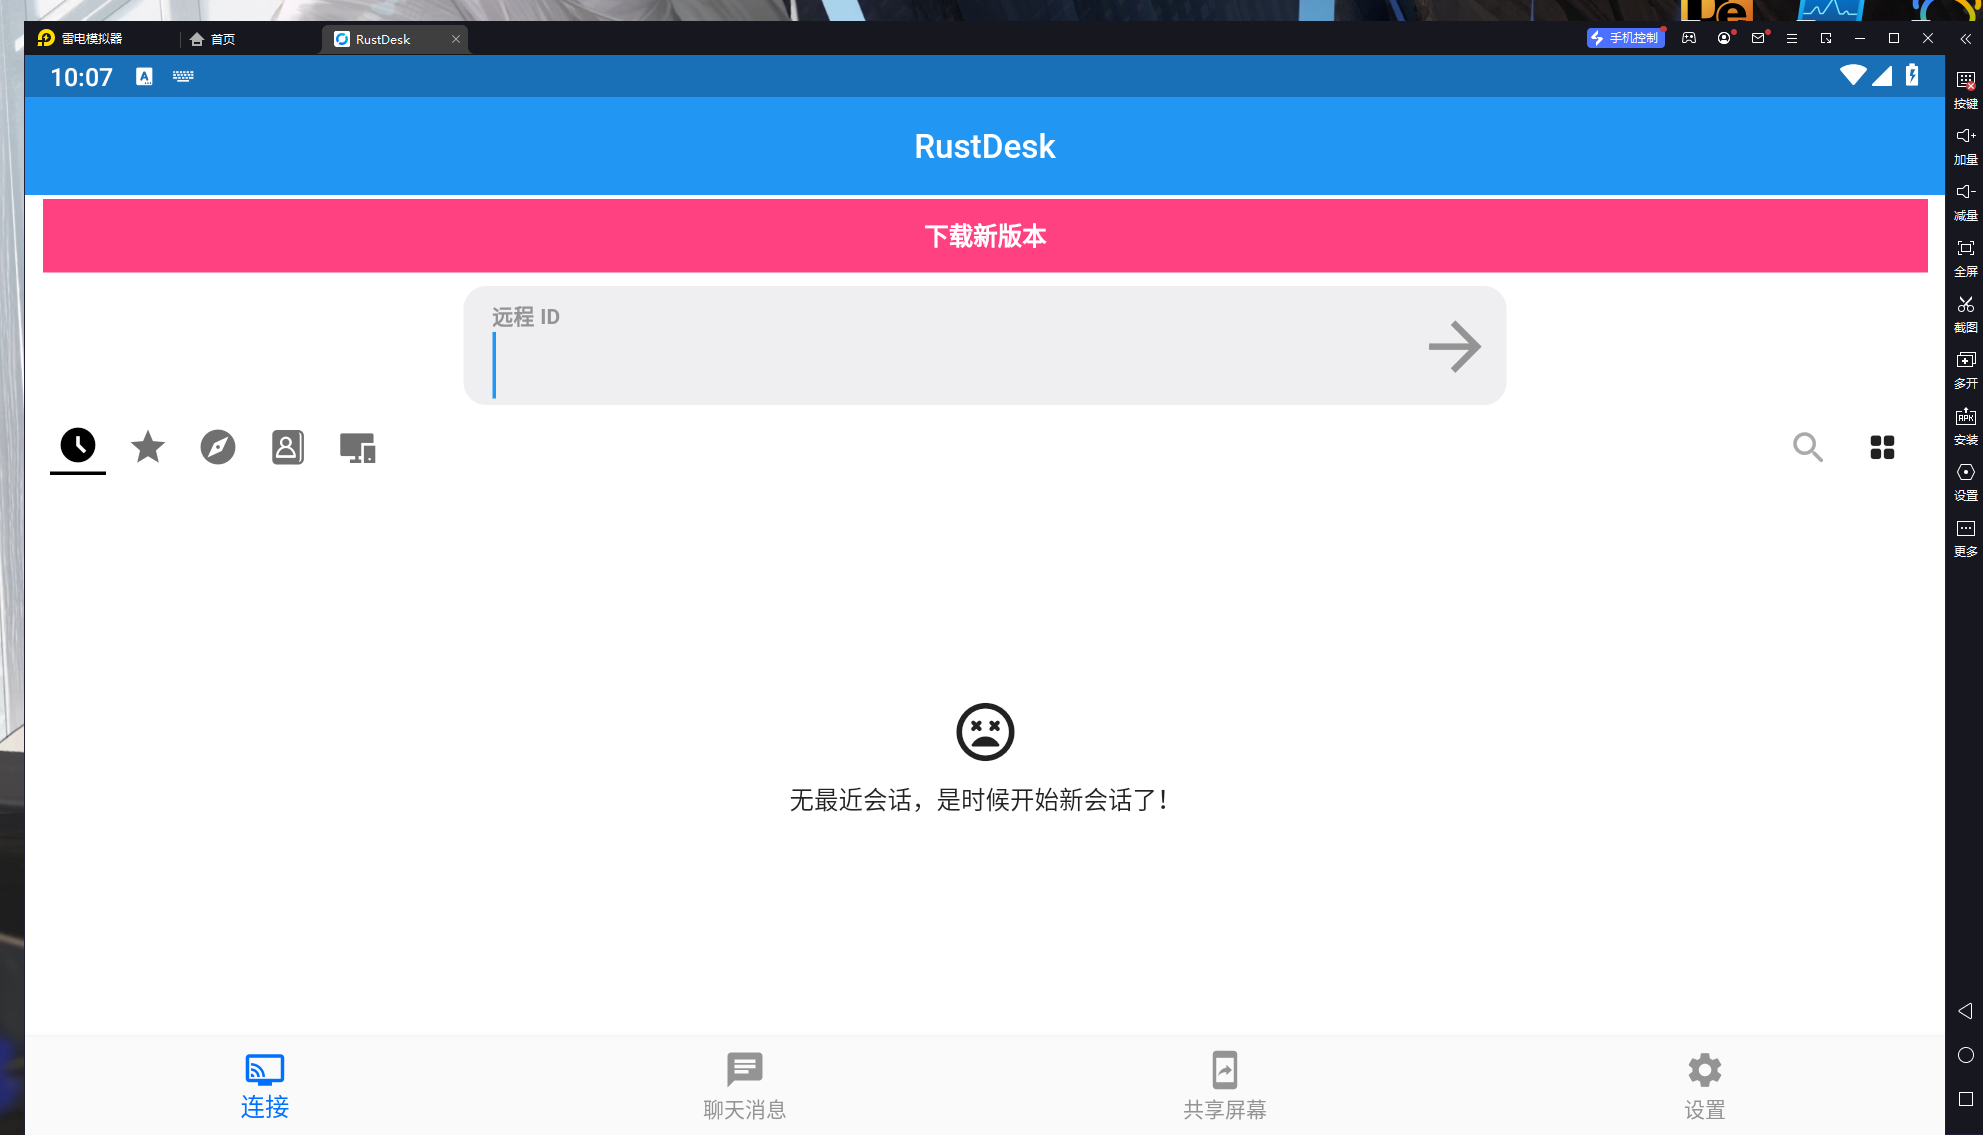 雷电模拟器
首页
RustDesk
手机控制
10:07
RustDesk
下载新版本
远程 ID
无最近会话，是时候开始新会话了！
连接
聊天消息
共享屏幕
设置
按键
加量
减量
全屏
截图
多开
APK
安装
设置
更多